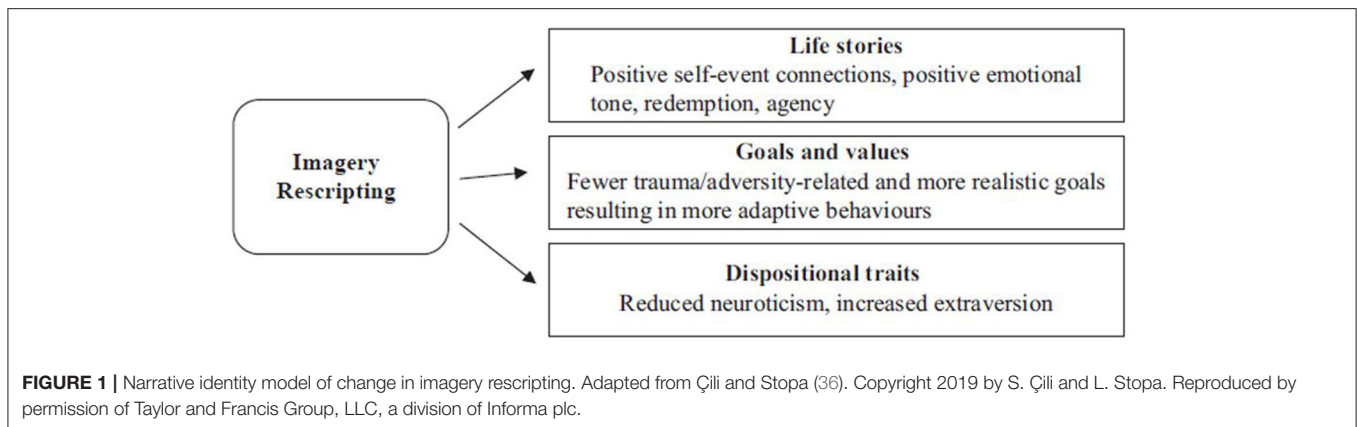 Imagery
Rescripting
Life stories
Positive self-event connections, positive emotional
tone, redemption, agency
Goals and values
Fewer trauma/adversity-related and more realistic goals
resulting in more adaptive behaviours
Dispositional traits
Reduced neuroticism, increased extraversion
FIGURE 1 | Narrative identity model of change in imagery rescripting. Adapted from Çili and Stopa (36). Copyright 2019 by S. Çili and L. Stopa. Reproduced by
permission of Taylor and Francis Group, LLC, a division of Informa plc.